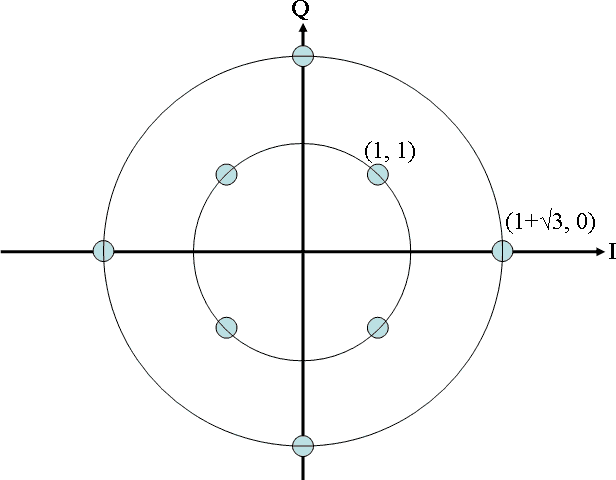 Q
(1, 1)
(1+√3, 0)
I